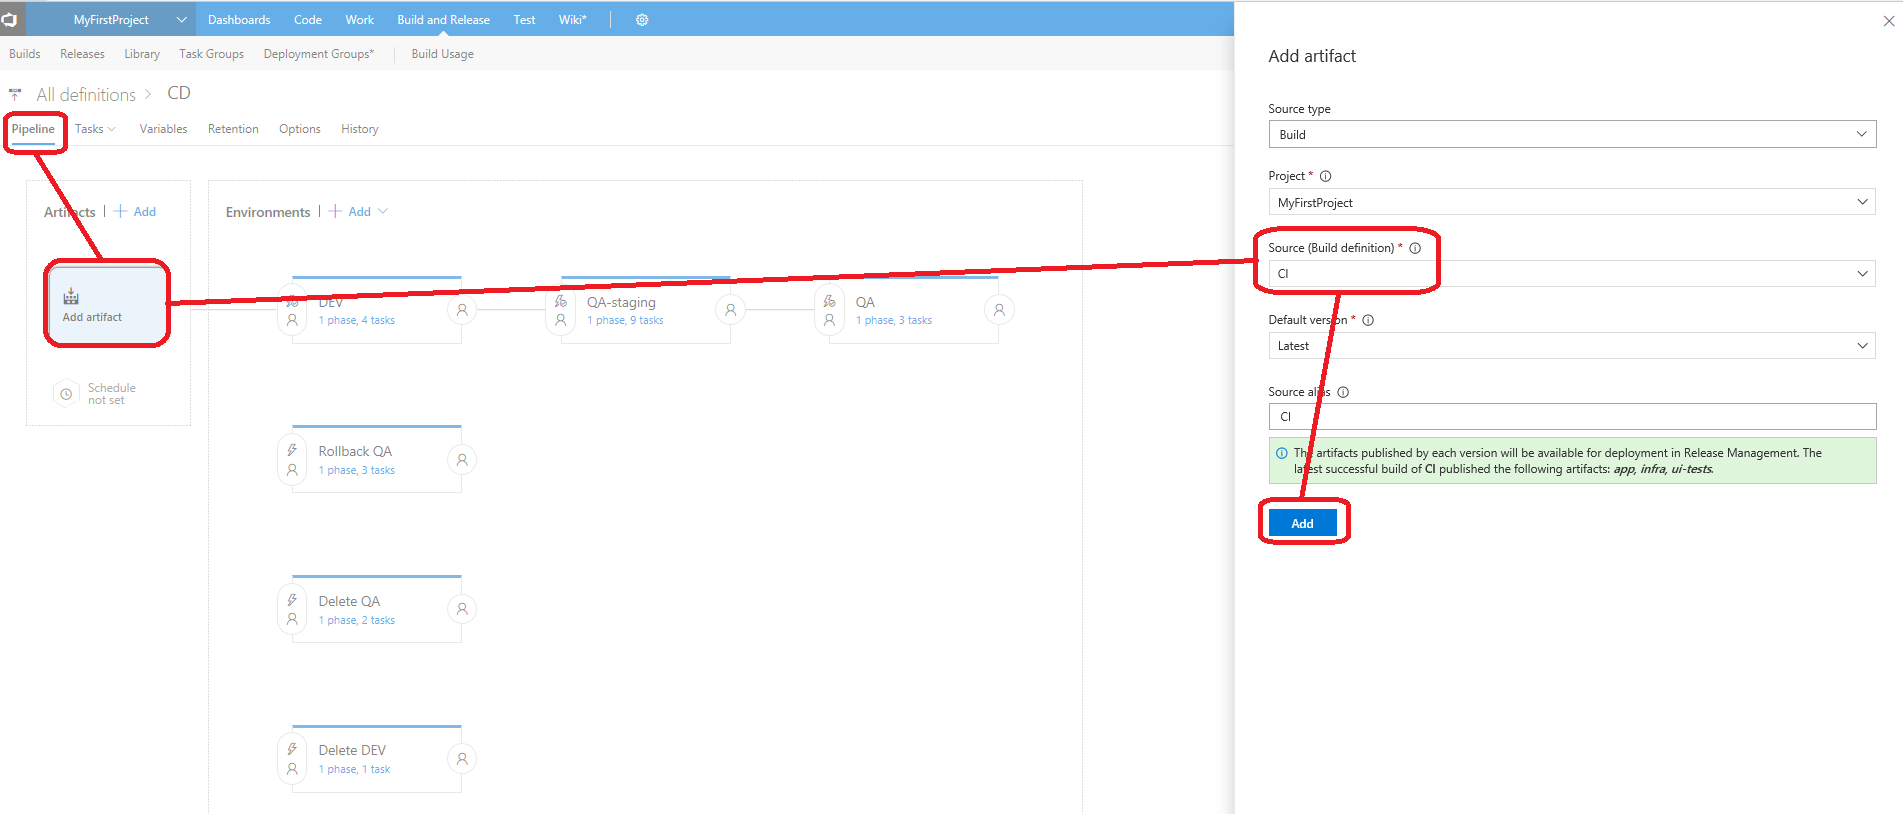 MyFirstProject
Dashboards
Code
Work
Build and Release
Test
Wiki*
Builds
Releases
Library
Task Groups
Deployment Groups*
Build Usage
All definitions > CD
Pipeline
Tasks
Variables
Retention
Options
History
Artifacts | + Add
Add artifact
Schedule
not set
Environments | + Add
DEV
1 phase, 4 tasks
QA-staging
1 phase, 9 tasks
QA
1 phase, 3 tasks
Rollback QA
1 phase, 3 tasks
Delete QA
1 phase, 2 tasks
Delete DEV
1 phase, 1 task
Add artifact
Source type
Build
Project *
MyFirstProject
Source (Build definition) *
CI
Default version *
Latest
Source alias
CI
The artifacts published by each version will be available for deployment in Release Management. The
latest successful build of CI published the following artifacts: app, infra, ui-tests.
Add